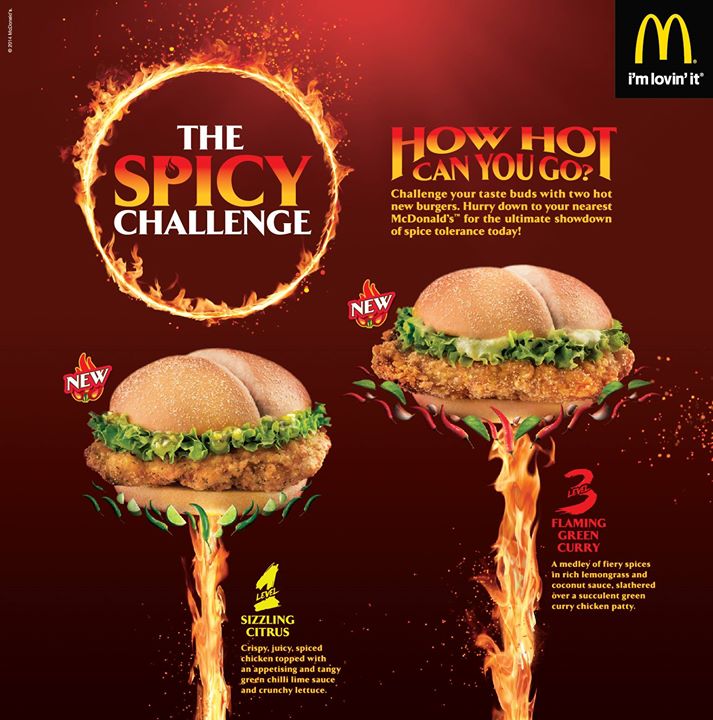 © 2014 McDonald's.
i'm lovin' it®
THE
SPICY
CHALLENGE
HOW HOT
CAN YOU GO?
Challenge your taste buds with two hot
new burgers. Hurry down to your nearest
McDonald's™ for the ultimate showdown
of spice tolerance today!
NEW
NEW
LEVEL
3
FLAMING
GREEN
CURRY
A medley of fiery spices
in rich lemongrass and
coconut sauce, slathered
over a succulent green
curry chicken patty.
1
LEVEL
SIZZLING
CITRUS
Crispy, juicy, spiced
chicken topped with
an appetising and tangy
green chilli lime sauce
and crunchy lettuce.